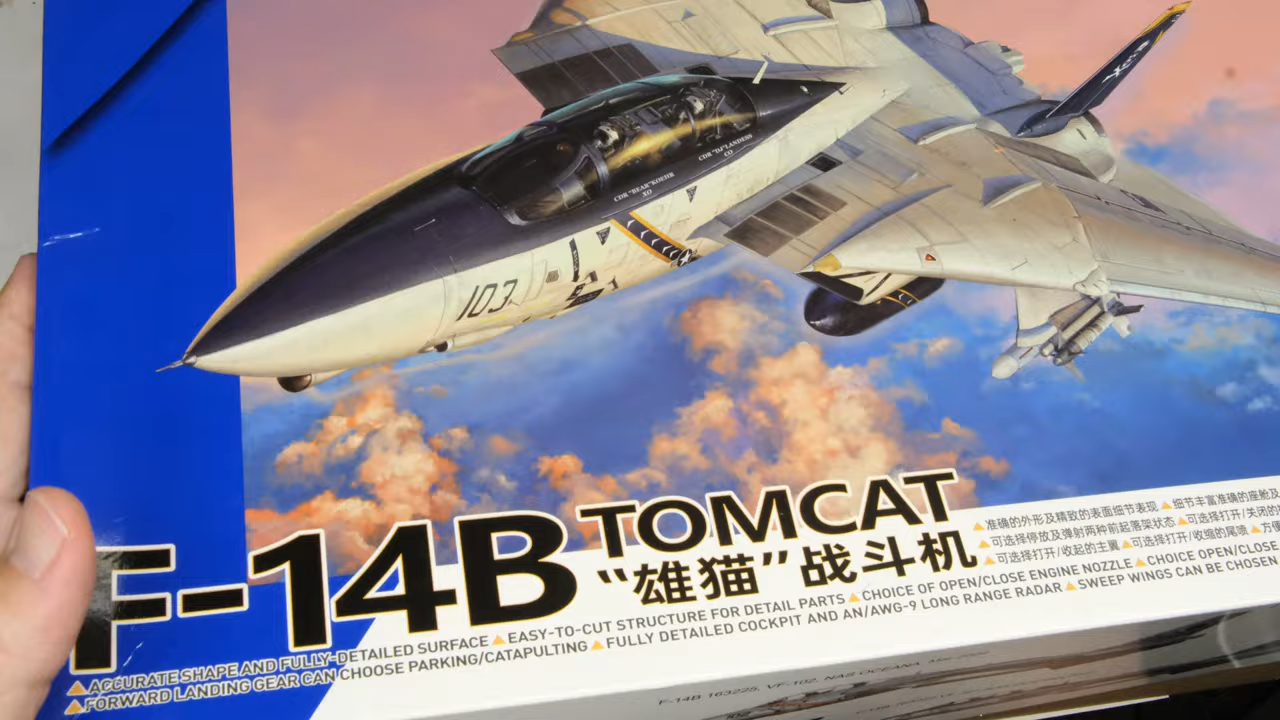 CDR "DJ" LANDESS
CO
CDR "BEAR" KOEHR
XO
103
F-14B TOMCAT
“雄猫”战斗机
▲准确的外形及精致的表面细节表现 ▲细节丰富准确的座舱及
▲可选择停放及弹射两种前起落架状态 ▲可选择打开/关闭的
▲可选择打开/收起的主翼 ▲可选择打开/收缩的尾喷 ▲方便
▲ACCURATE SHAPE AND FULLY-DETAILED SURFACE ▲EASY-TO-CUT STRUCTURE FOR DETAIL PARTS ▲CHOICE OF OPEN/CLOSE ENGINE NOZZLE ▲CHOICE OPEN/CLOSE
▲FORWARD LANDING GEAR CAN CHOOSE PARKING/CATAPULTING ▲FULLY DETAILED COCKPIT AND AN/AWG-9 LONG RANGE RADAR ▲SWEEP WINGS CAN BE CHOSEN
F-14B 163225, VF-102, NAS OCEANA,